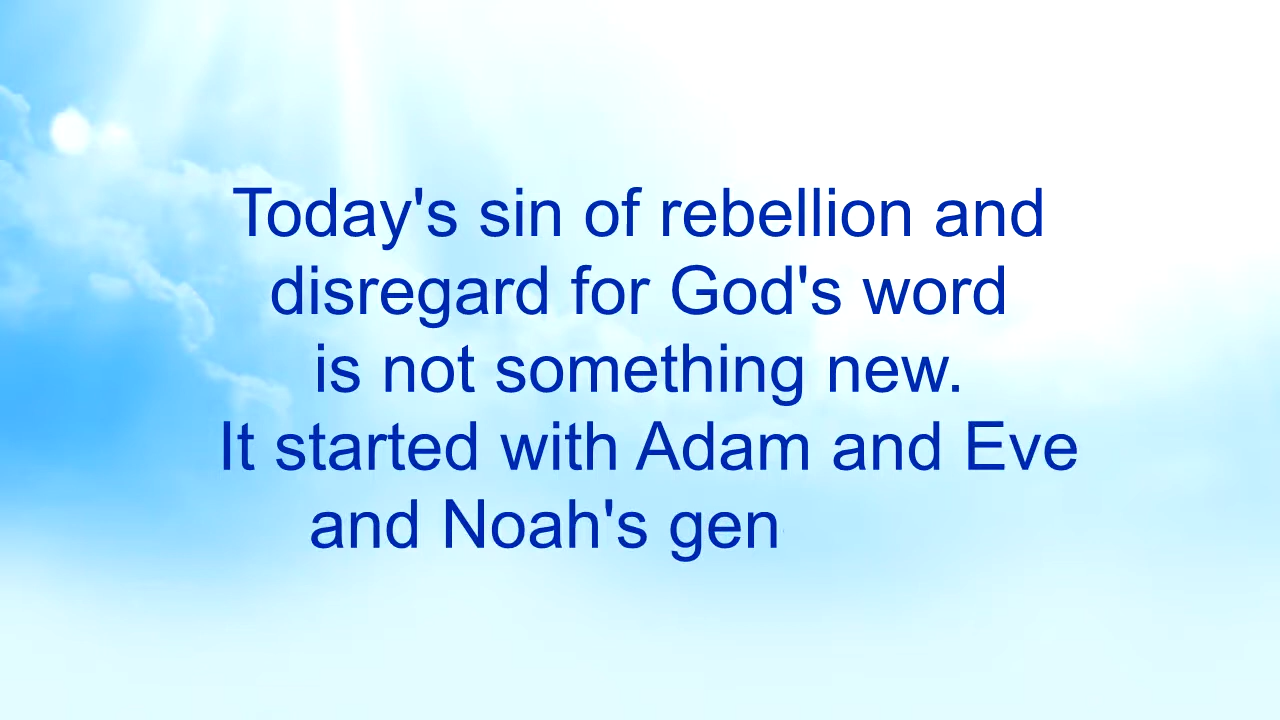 Today's sin of rebellion and
disregard for God's word
is not something new.
It started with Adam and Eve
and Noah's gen